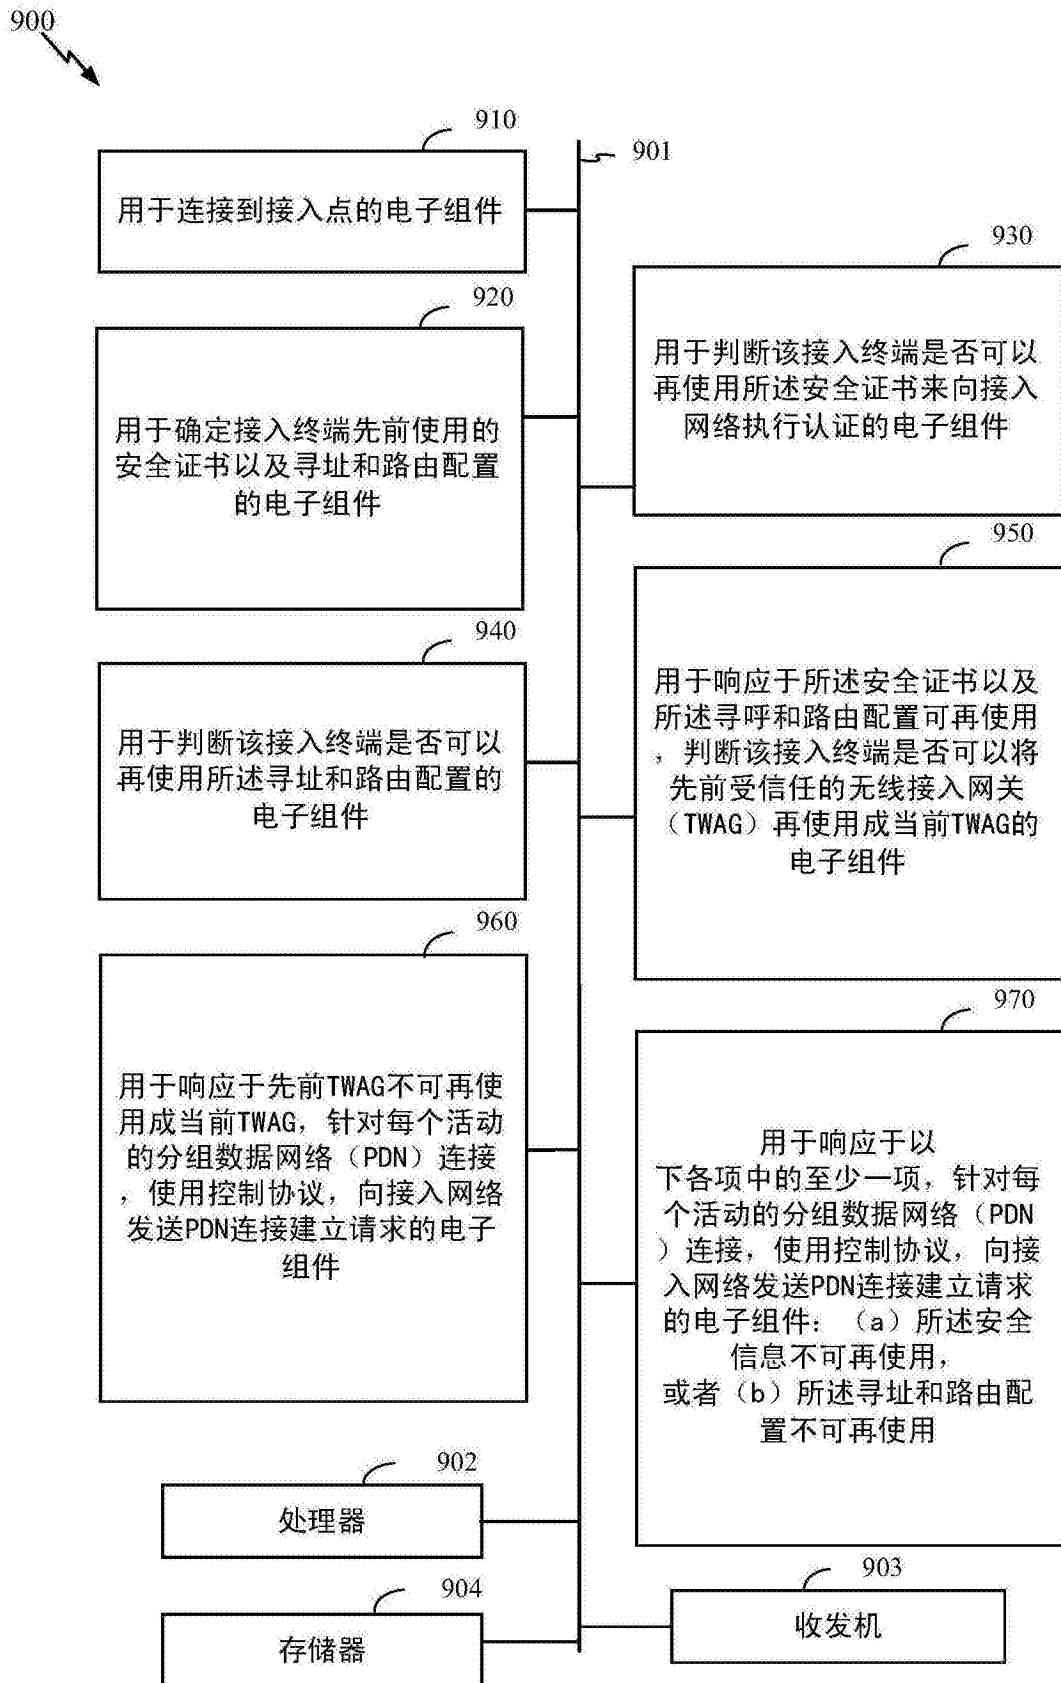 900
910
901
用于连接到接入点的电子组件
930
920
用于判断该接入终端是否可以
再使用所述安全证书来向接入
网络执行认证的电子组件
用于确定接入终端先前使用的
安全证书以及寻址和路由配置
的电子组件
950
940
用于响应于所述安全证书以及
所述寻呼和路由配置可再使用
，判断该接入终端是否可以将
先前受信任的无线接入网关
（TWAG）再使用成当前TWAG的
电子组件
用于判断该接入终端是否可以
再使用所述寻址和路由配置的
电子组件
960
970
用于响应于先前TWAG不可再使
用成当前TWAG，针对每个活动
的分组数据网络（PDN）连接
，使用控制协议，向接入网络
发送PDN连接建立请求的电子
组件
用于响应于以
下各项中的至少一项，针对每
个活动的分组数据网络（PDN
）连接，使用控制协议，向接
入网络发送PDN连接建立请求
的电子组件：（a）所述安全
信息不可再使用，
或者（b）所述寻址和路由配
置不可再使用
902
处理器
903
904
收发机
存储器